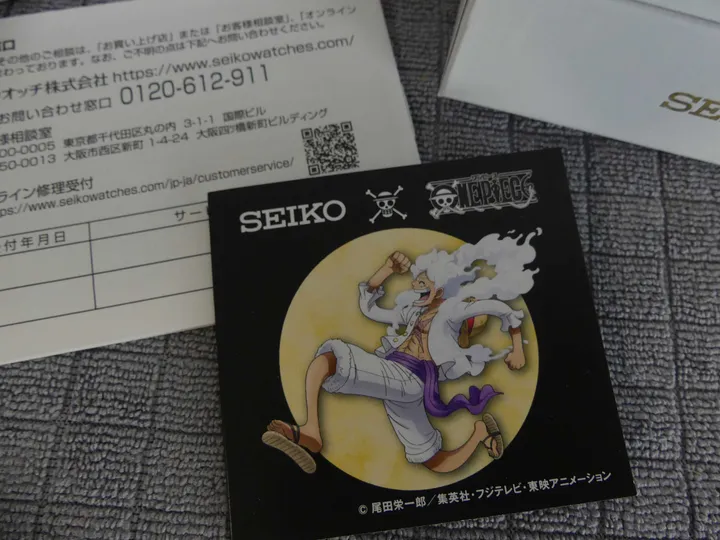 口
その他のご相談は、「お買い上げ店」または「お客様相談室」、「オンライン
わっております。なお、ご不明の点は下記へお問い合わせください。
オッチ株式会社 https://www.seikowatches.com/
お問い合わせ窓口 0120-612-911
様相談室
00-0005 東京都千代田区丸の内 3-1-1 国際ビル
50-0013 大阪市西区新町 1-4-24 大阪四ツ橋新町ビルディング
ライン修理受付
https://www.seikowatches.com/jp-ja/customerservice/
付年月日
サー
SE
SEIKO
ONE PIECE
© 尾田栄一郎／集英社・フジテレビ・東映アニメーション